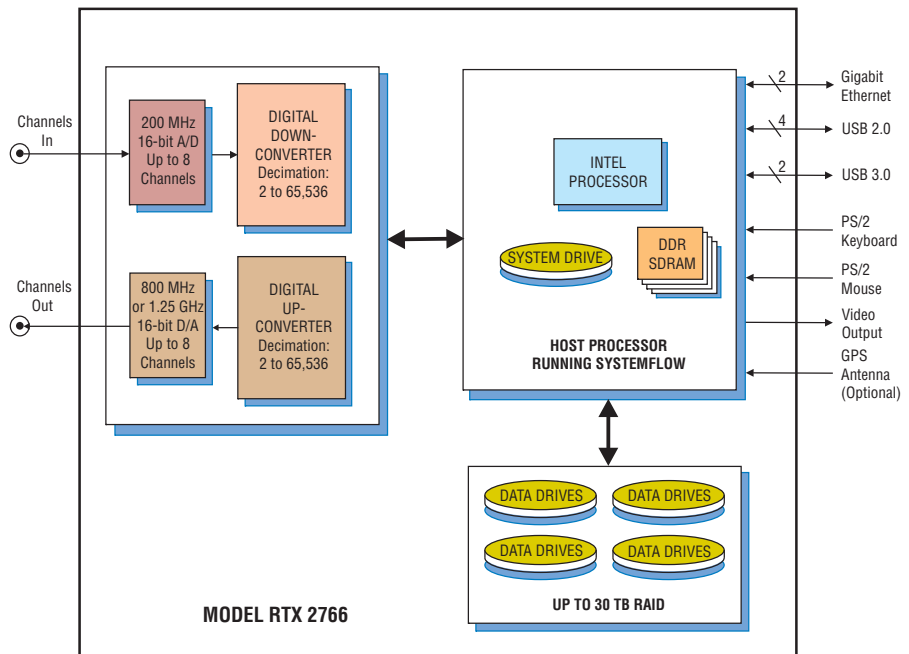 Channels
In
200 MHz
16-bit A/D
Up to 8
Channels
DIGITAL
DOWN-
CONVERTER
Decimation:
2 to 65,536
Channels
Out
800 MHz
or 1.25 GHz
16-bit D/A
Up to 8
Channels
DIGITAL
UP-
CONVERTER
Decimation:
2 to 65,536
INTEL
PROCESSOR
SYSTEM DRIVE
DDR
SDRAM
HOST PROCESSOR
RUNNING SYSTEMFLOW
2
Gigabit
Ethernet
4
USB 2.0
2
USB 3.0
PS/2
Keyboard
PS/2
Mouse
Video
Output
GPS
Antenna
(Optional)
DATA DRIVES
DATA DRIVES
DATA DRIVES
DATA DRIVES
UP TO 30 TB RAID
MODEL RTX 2766